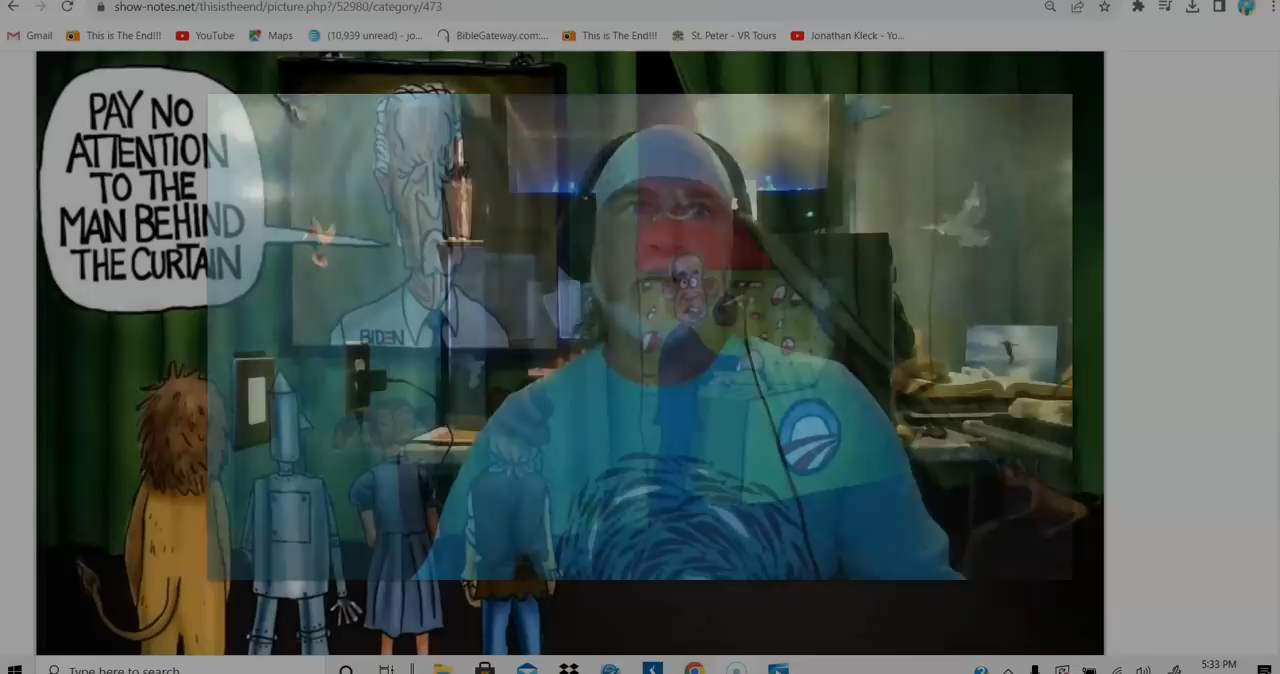 show-notes.net/thisistheend/picture.php?/52980/category/473
Gmail
This is The End!!!
YouTube
Maps
(10,939 unread) - jo...
BibleGateway.com:...
This is The End!!!
St. Peter - VR Tours
Jonathan Kleck - Yo...
PAY NO
ATTENTION
TO THE
MAN BEHIND
THE CURTAIN
BIDEN
Type here to search
5:33 PM